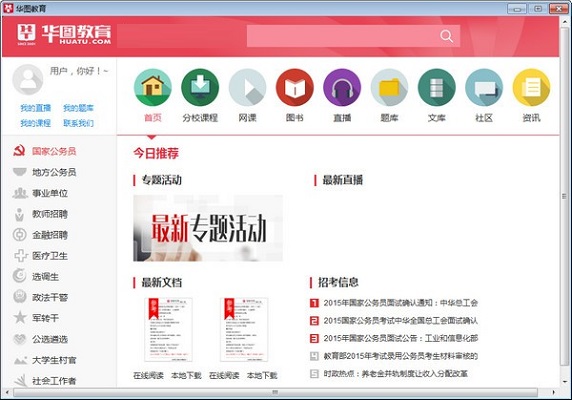 华图教育
华图教育
HUATU.COM
用户，你好！~
我的直播 我的题库
我的课程 联系我们
首页 分校课程 网课 图书 直播 题库 文库 社区 资讯
国家公务员
地方公务员
事业单位
教师招聘
金融招聘
医疗卫生
选调生
政法干警
军转干
公选遴选
大学生村官
社会工作者
今日推荐
专题活动
最新专题活动
最新直播
最新文档
在线阅读 本地下载 在线阅读 本地下载
招考信息
1 2015年国家公务员面试确认通知：中华总工会
2 2015国家公务员考试中华全国总工会面试确认
3 2015年国家公务员面试公告：工业和信息化部
4 教育部2015年考试录用公务员考生材料审核的
5 时政热点：养老金并轨制度让收入分配改革